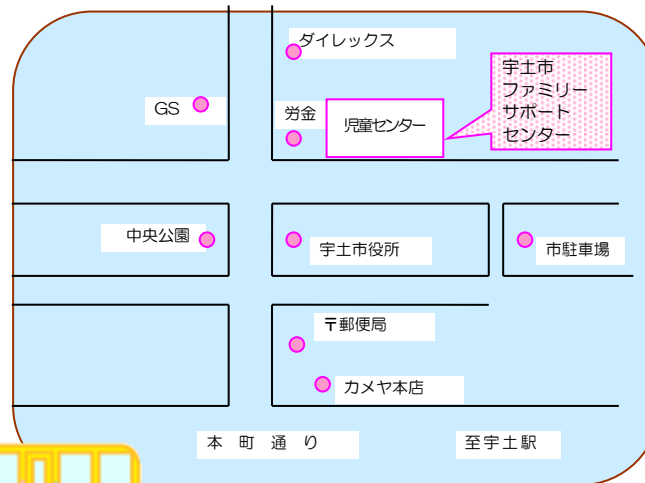 ダイレックス
宇土市
ファミリー
サポート
センター
GS
労金
児童センター
中央公園
宇土市役所
市駐車場
〒郵便局
カメヤ本店
本 町 通 り
至宇土駅